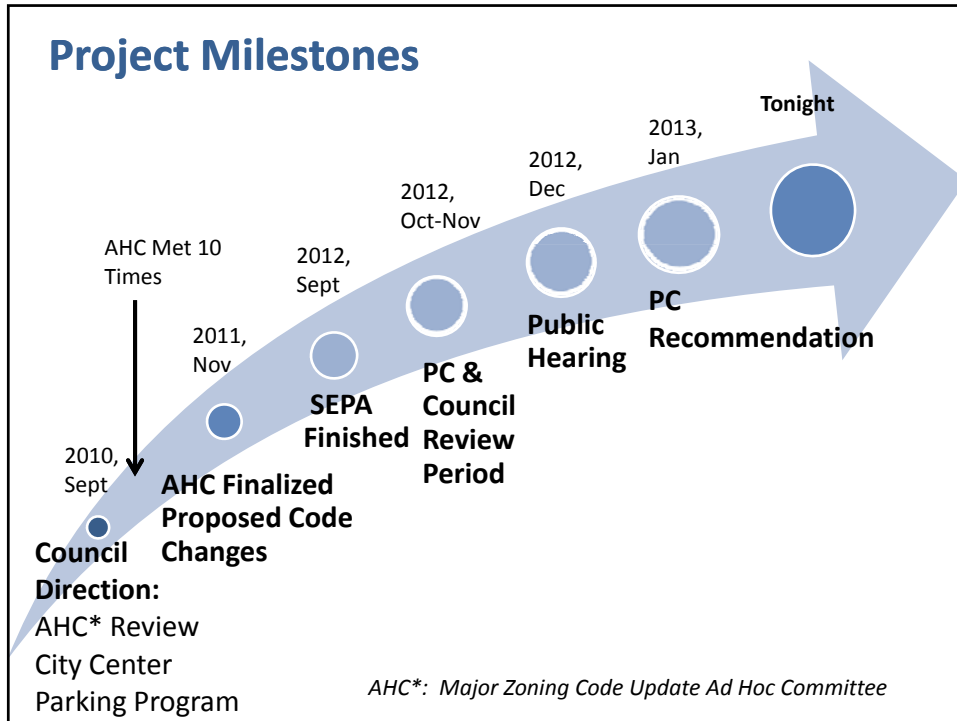 Project Milestones
2010,
Sept
Council
Direction:
AHC* Review
City Center
Parking Program
AHC Met 10
Times
2011,
Nov
AHC Finalized
Proposed Code
Changes
2012,
Sept
SEPA
Finished
2012,
Oct-Nov
PC &
Council
Review
Period
2012,
Dec
Public
Hearing
2013,
Jan
PC
Recommendation
Tonight
AHC*: Major Zoning Code Update Ad Hoc Committee